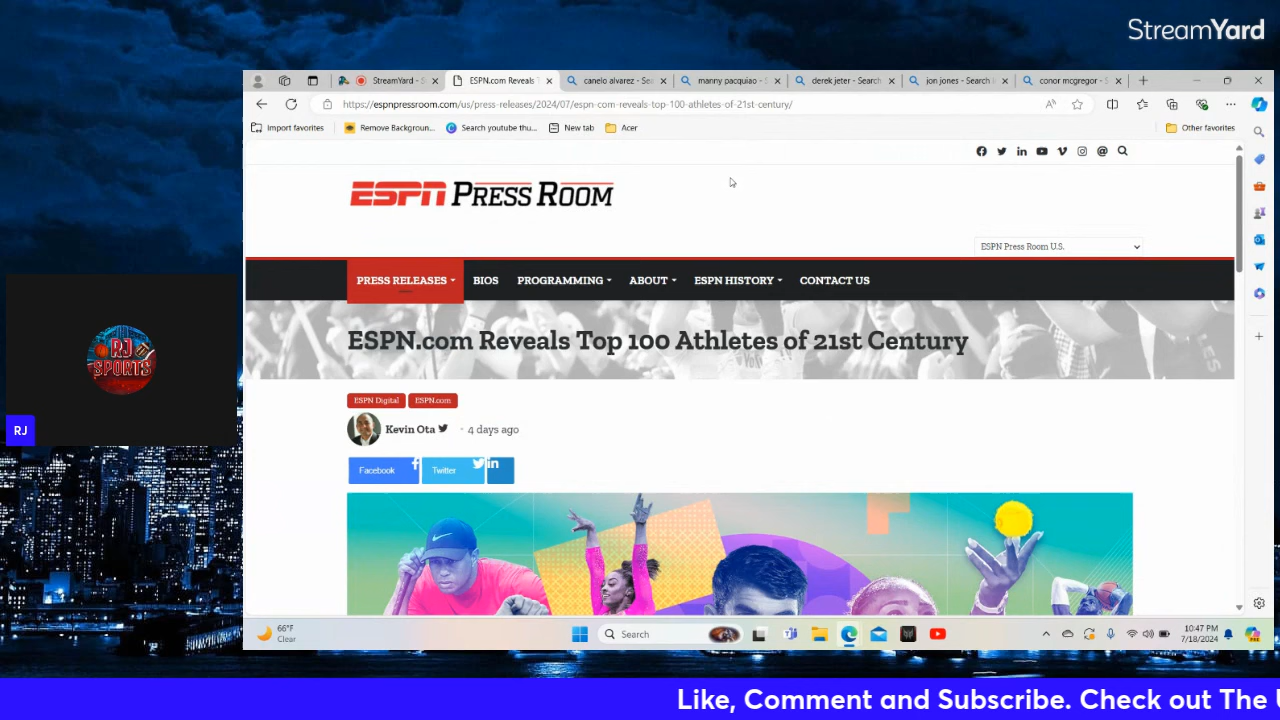 StreamYard
StreamYard - S
ESPN.com Reveals T
canelo alvarez - Sea
manny pacquiao - S
derek jeter - Search
jon jones - Search
conor mcgregor - S
https://espnpressroom.com/us/press-releases/2024/07/espn-com-reveals-top-100-athletes-of-21st-century/
Import favorites
Remove Backgroun...
Search youtube thu...
New tab
Acer
Other favorites
ESPN PRESS ROOM
ESPN Press Room U.S.
PRESS RELEASES
BIOS
PROGRAMMING
ABOUT
ESPN HISTORY
CONTACT US
ESPN.com Reveals Top 100 Athletes of 21st Century
ESPN Digital
ESPN.com
Kevin Ota
· 4 days ago
Facebook
Twitter
RJ
SPORTS
RJ
66°F
Clear
Search
10:47 PM
7/18/2024
Like, Comment and Subscribe. Check out The